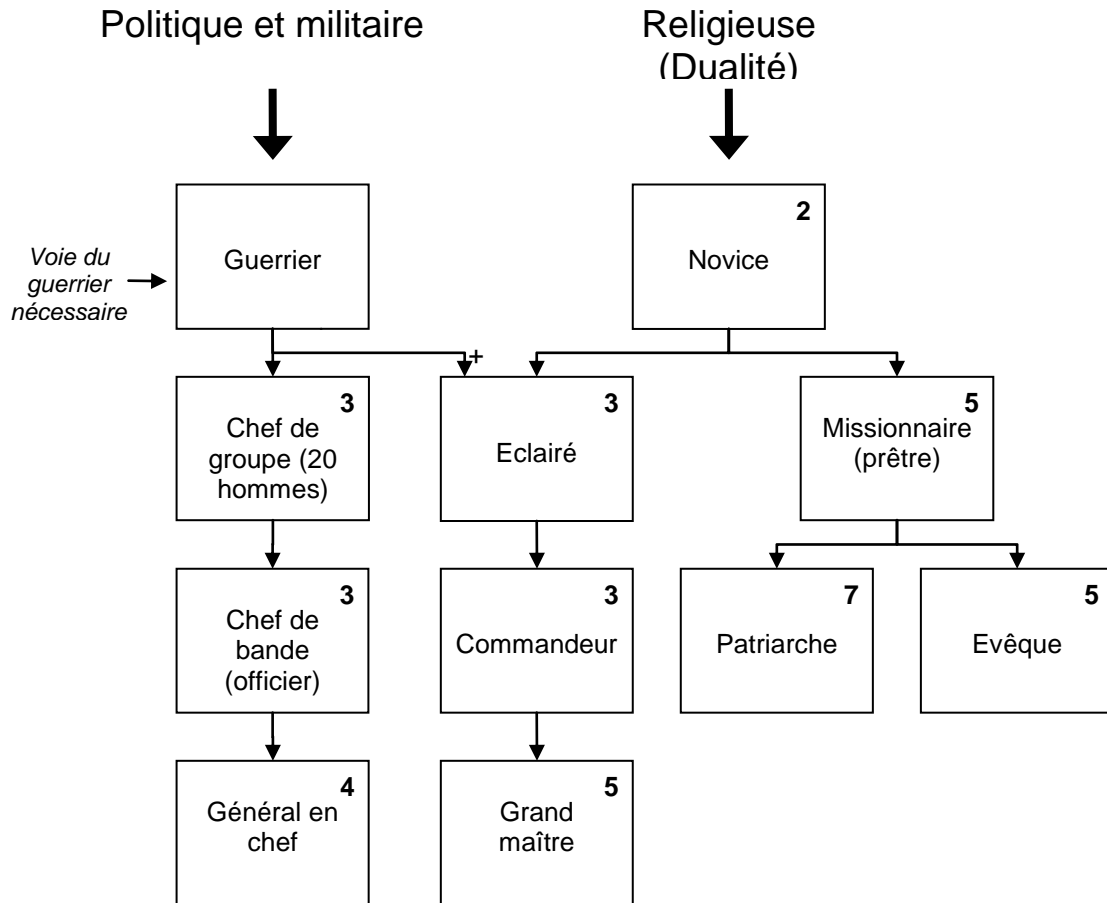 Politique et militaire
Religieuse
(Dualité)
Voie du
guerrier
nécessaire
Guerrier
2
Novice
+
3
Chef de
groupe (20
hommes)
3
Eclairé
5
Missionnaire
(prêtre)
3
Chef de
bande
(officier)
3
Commandeur
7
Patriarche
5
Evêque
4
Général en
chef
5
Grand
maître